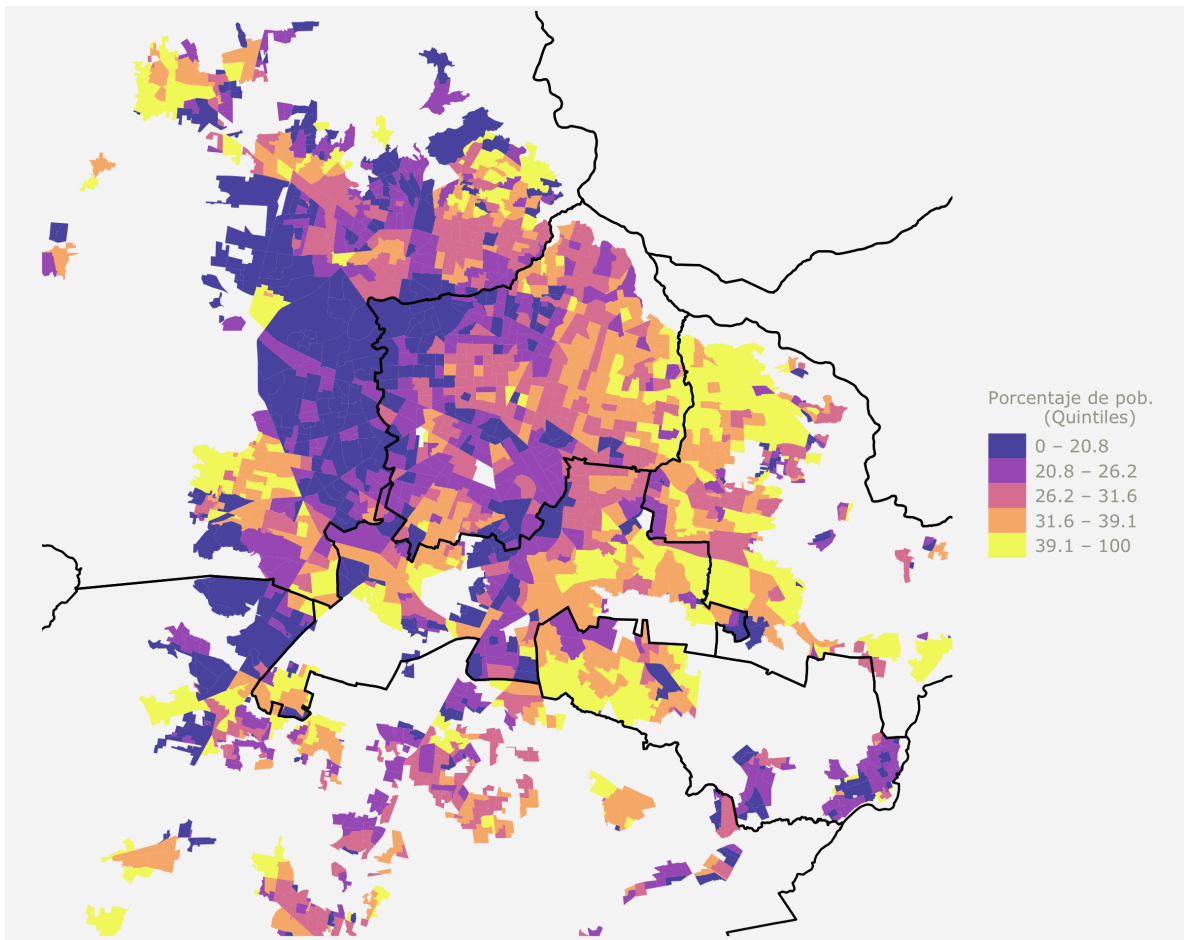 Porcentaje de pob.
(Quintiles)
0 – 20.8
20.8 – 26.2
26.2 – 31.6
31.6 – 39.1
39.1 – 100